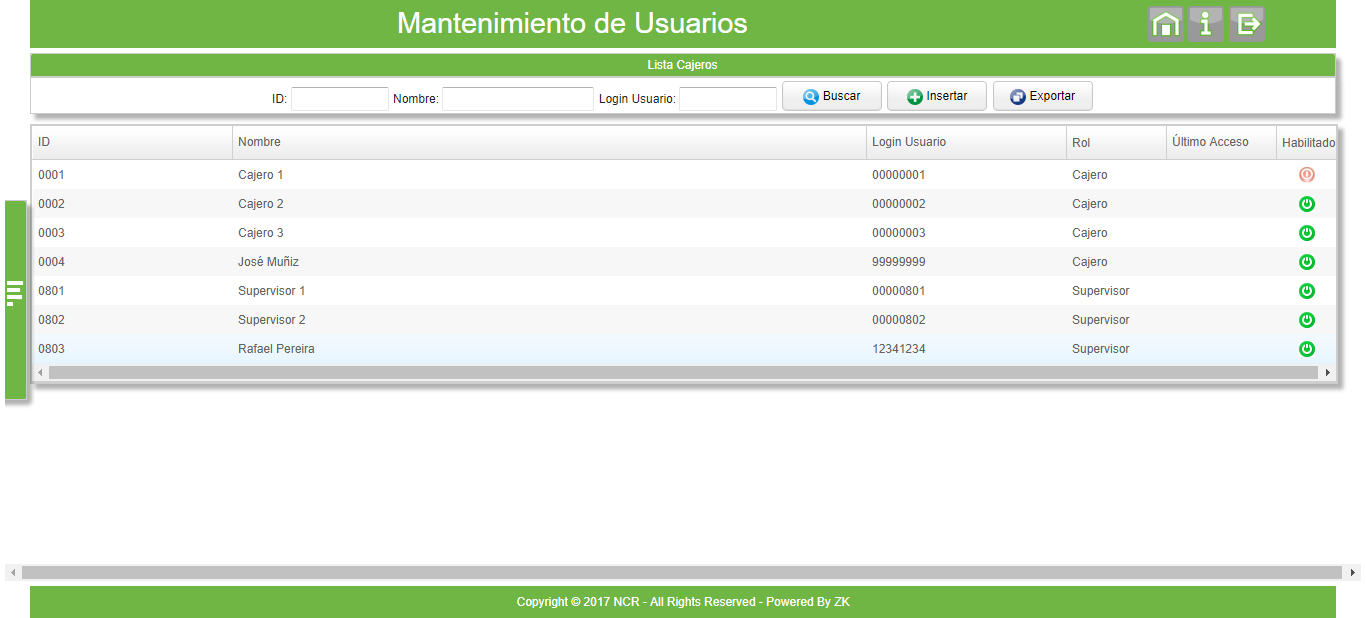 Mantenimiento de Usuarios
Lista Cajeros
ID: Nombre: Login Usuario: Buscar Insertar Exportar
ID Nombre Login Usuario Rol Último Acceso Habilitado
0001 Cajero 1 00000001 Cajero
0002 Cajero 2 00000002 Cajero
0003 Cajero 3 00000003 Cajero
0004 José Muñiz 99999999 Cajero
0801 Supervisor 1 00000801 Supervisor
0802 Supervisor 2 00000802 Supervisor
0803 Rafael Pereira 12341234 Supervisor
Copyright © 2017 NCR - All Rights Reserved - Powered By ZK